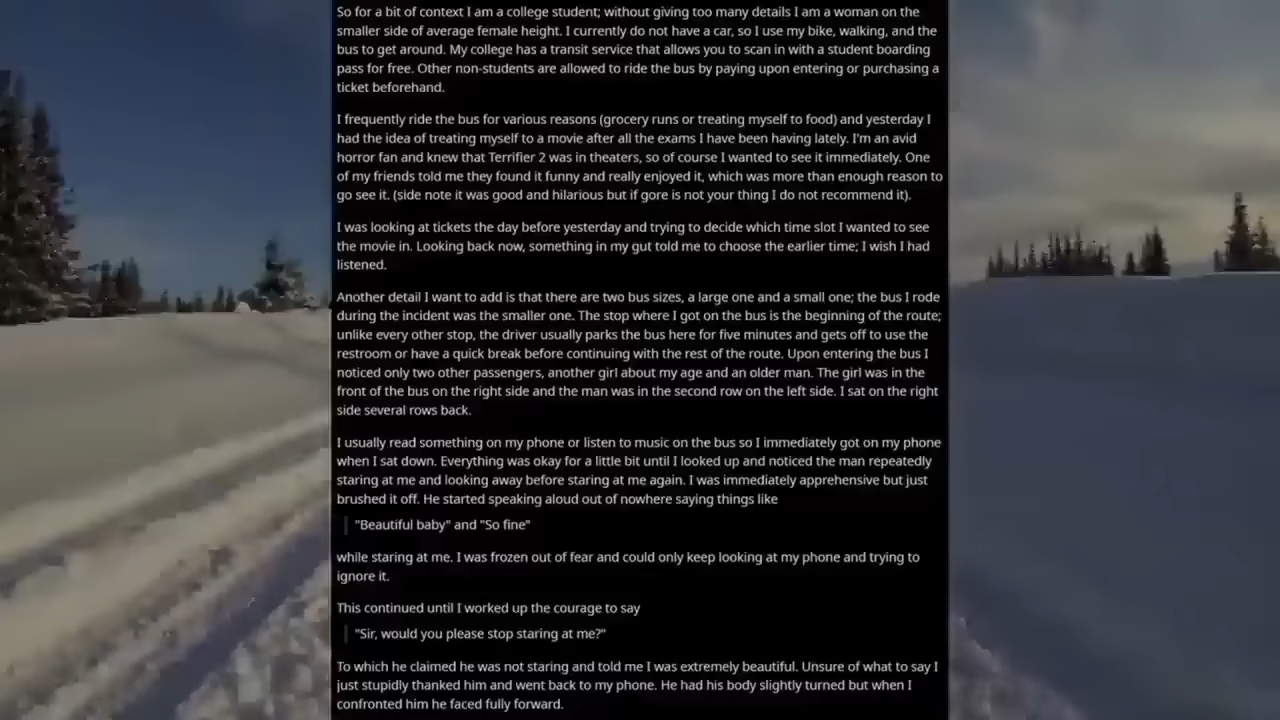 So for a bit of context I am a college student; without giving too many details I am a woman on the
smaller side of average female height. I currently do not have a car, so I use my bike, walking, and the
bus to get around. My college has a transit service that allows you to scan in with a student boarding
pass for free. Other non-students are allowed to ride the bus by paying upon entering or purchasing a
ticket beforehand.
I frequently ride the bus for various reasons (grocery runs or treating myself to food) and yesterday I
had the idea of treating myself to a movie after all the exams I have been having lately. I'm an avid
horror fan and knew that Terrifier 2 was in theaters, so of course I wanted to see it immediately. One
of my friends told me they found it funny and really enjoyed it, which was more than enough reason to
go see it. (side note it was good and hilarious but if gore is not your thing I do not recommend it).
I was looking at tickets the day before yesterday and trying to decide which time slot I wanted to see
the movie in. Looking back now, something in my gut told me to choose the earlier time; I wish I had
listened.
Another detail I want to add is that there are two bus sizes, a large one and a small one; the bus I rode
during the incident was the smaller one. The stop where I got on the bus is the beginning of the route;
unlike every other stop, the driver usually parks the bus here for five minutes and gets off to use the
restroom or have a quick break before continuing with the rest of the route. Upon entering the bus I
noticed only two other passengers, another girl about my age and an older man. The girl was in the
front of the bus on the right side and the man was in the second row on the left side. I sat on the right
side several rows back.
I usually read something on my phone or listen to music on the bus so I immediately got on my phone
when I sat down. Everything was okay for a little bit until I looked up and noticed the man repeatedly
staring at me and looking away before staring at me again. I was immediately apprehensive but just
brushed it off. He started speaking aloud out of nowhere saying things like
"Beautiful baby" and "So fine"
while staring at me. I was frozen out of fear and could only keep looking at my phone and trying to
ignore it.
This continued until I worked up the courage to say
"Sir, would you please stop staring at me?"
To which he claimed he was not staring and told me I was extremely beautiful. Unsure of what to say I
just stupidly thanked him and went back to my phone. He had his body slightly turned but when I
confronted him he faced fully forward.